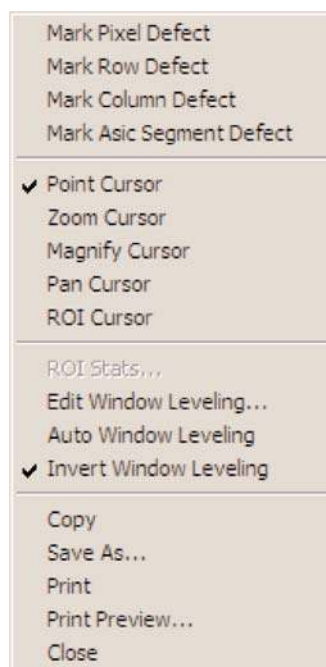 Mark Pixel Defect
Mark Row Defect
Mark Column Defect
Mark Asic Segment Defect
Point Cursor
Zoom Cursor
Magnify Cursor
Pan Cursor
ROI Cursor
ROI Stats...
Edit Window Leveling...
Auto Window Leveling
Invert Window Leveling
Copy
Save As...
Print
Print Preview...
Close